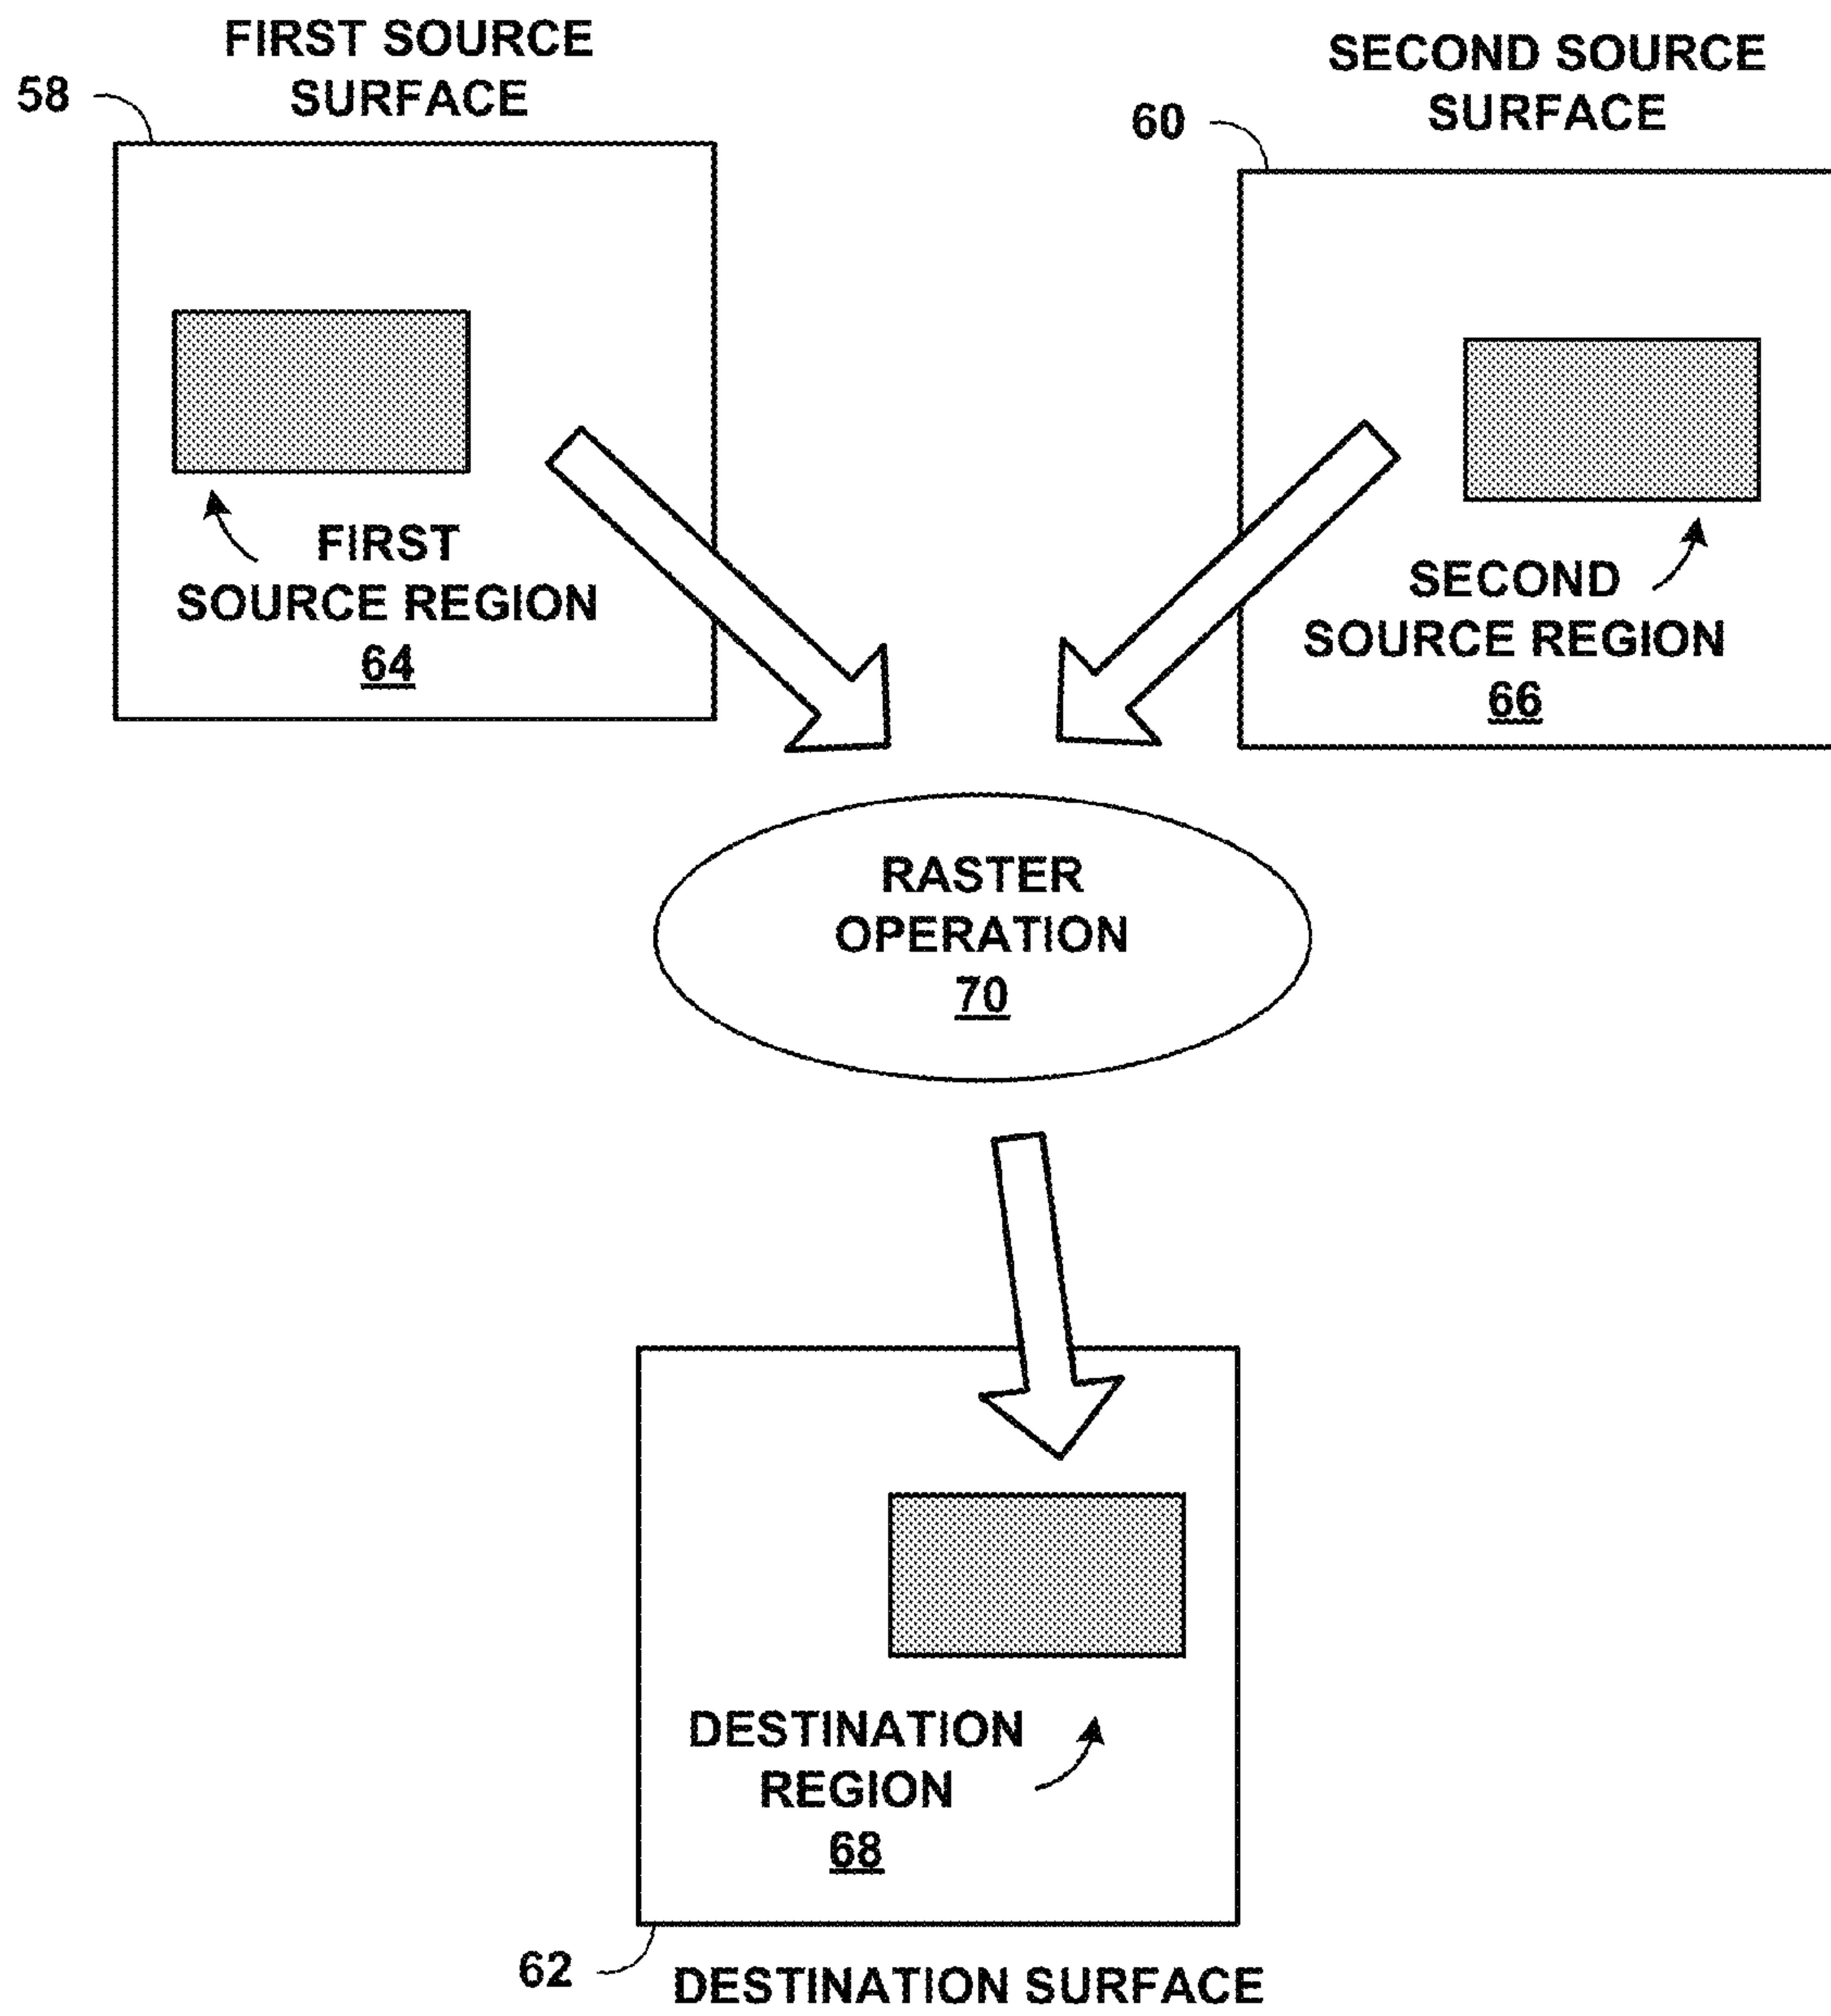 FIRST SOURCE
SURFACE
58
SECOND SOURCE
SURFACE
60
FIRST
SOURCE REGION
64
SECOND
SOURCE REGION
66
RASTER
OPERATION
70
DESTINATION
REGION
68
62
DESTINATION SURFACE